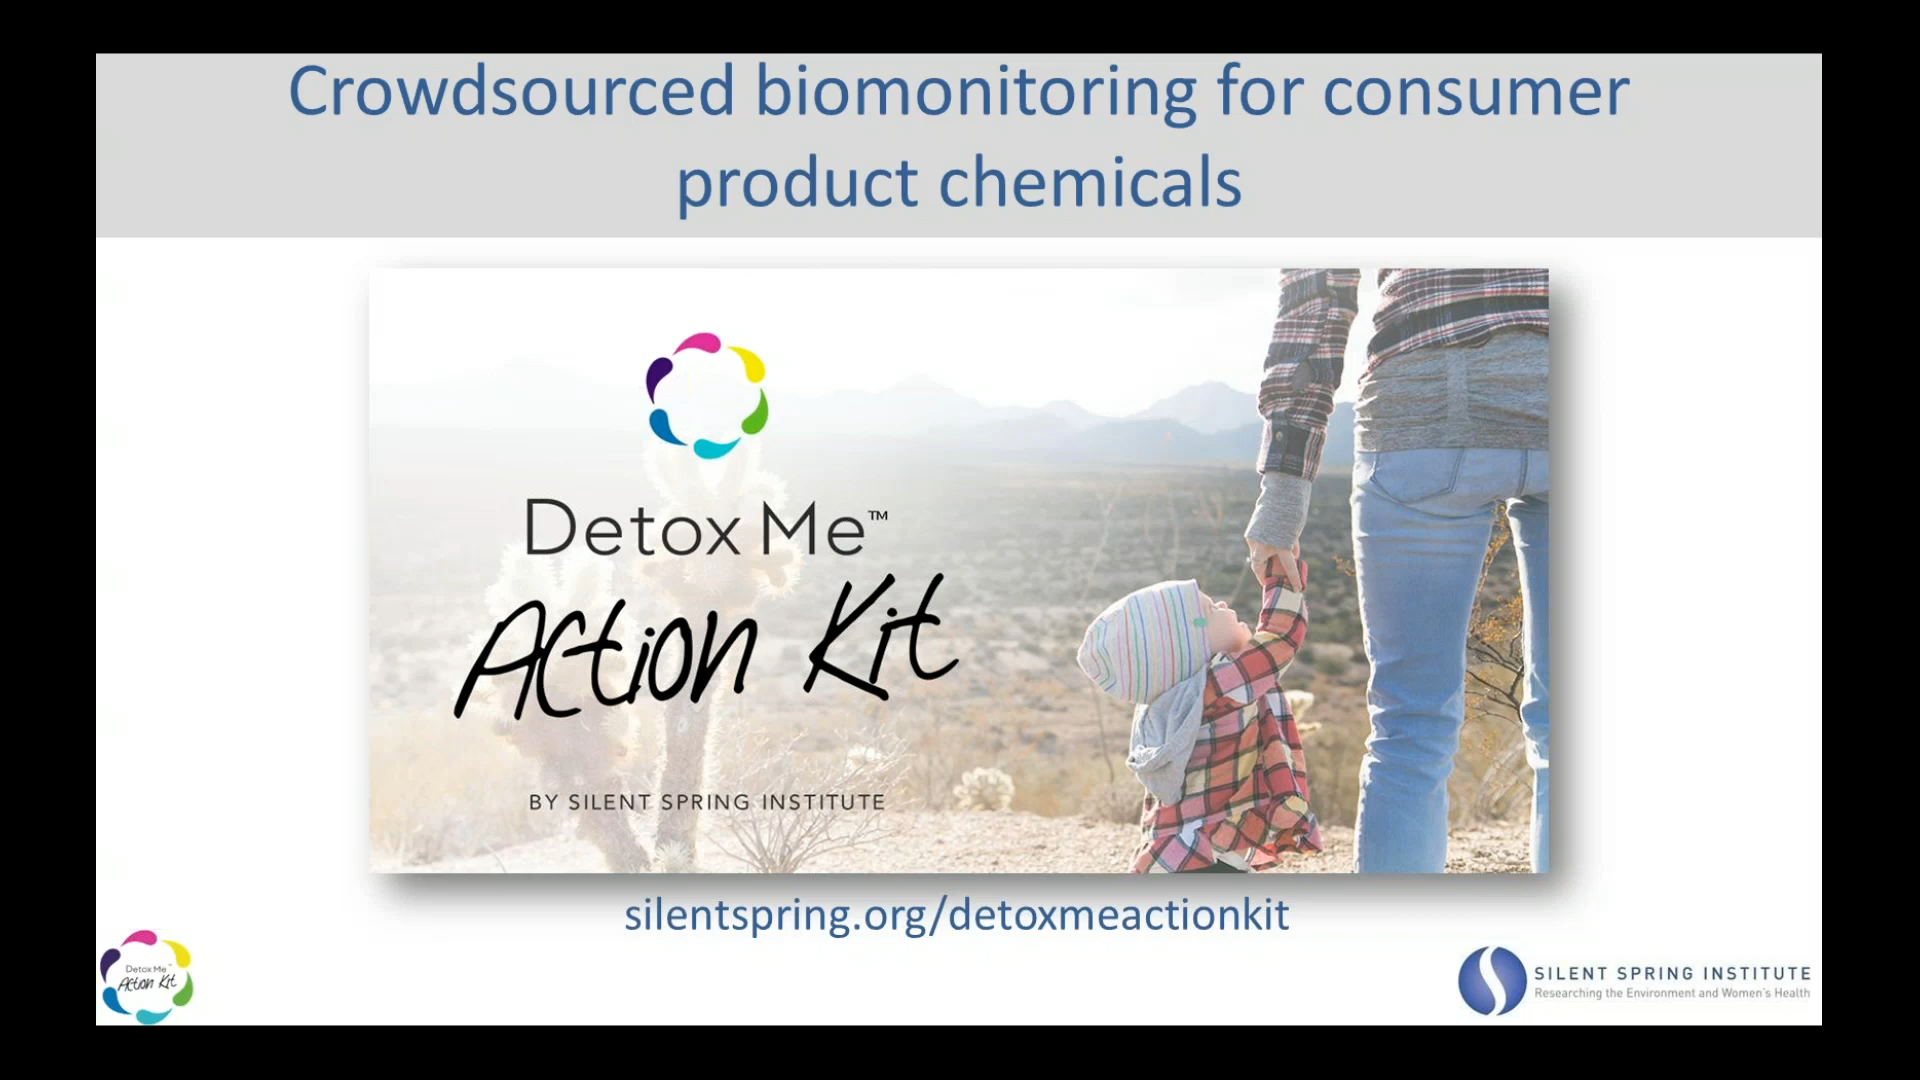 Crowdsourced biomonitoring for consumer
product chemicals
Detox Me™
Action Kit
BY SILENT SPRING INSTITUTE
silentspring.org/detoxmeactionkit
Detox Me™
Action Kit
SILENT SPRING INSTITUTE
Researching the Environment and Women's Health